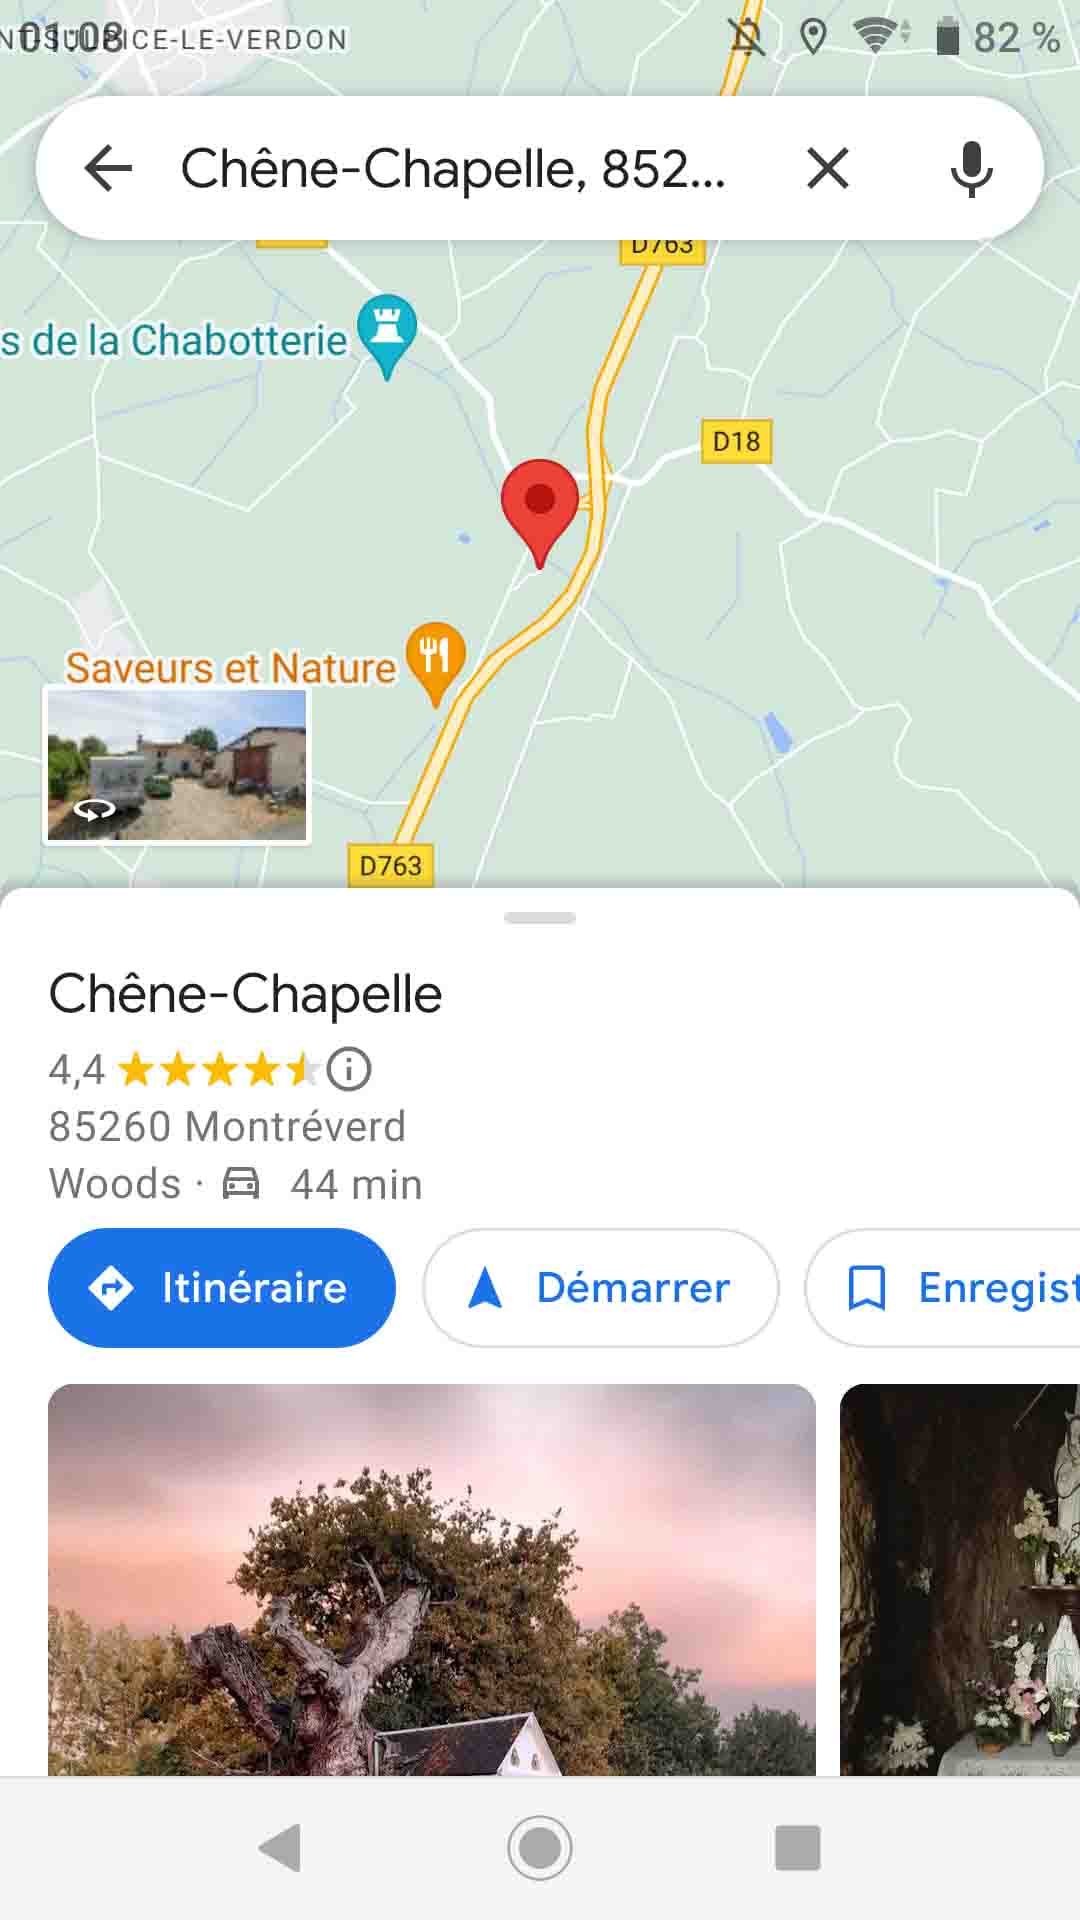 01:08
NT-SULPICE-LE-VERDON
82 %
Chêne-Chapelle, 852...
D763
s de la Chabotterie
D18
Saveurs et Nature
D763
Chêne-Chapelle
4,4
85260 Montréverd
Woods · 44 min
Itinéraire
Démarrer
Enregist